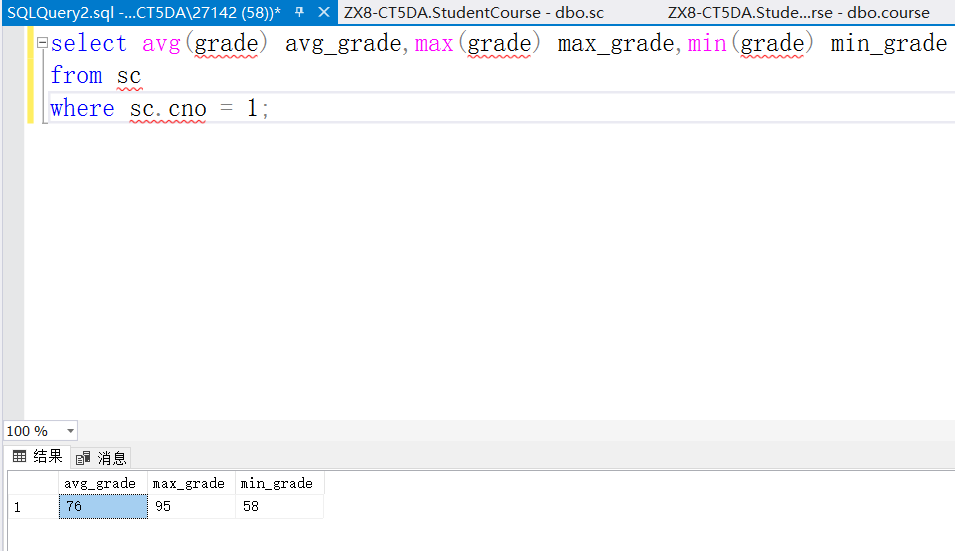 SQLQuery2.sql -...CT5DA\27142 (58))* ZX8-CT5DA.StudentCourse - dbo.sc ZX8-CT5DA.Stude...rse - dbo.course
select avg(grade) avg_grade,max(grade) max_grade,min(grade) min_grade
from sc
where sc.cno = 1;
100 %
结果 消息
avg_grade max_grade min_grade
1 76 95 58